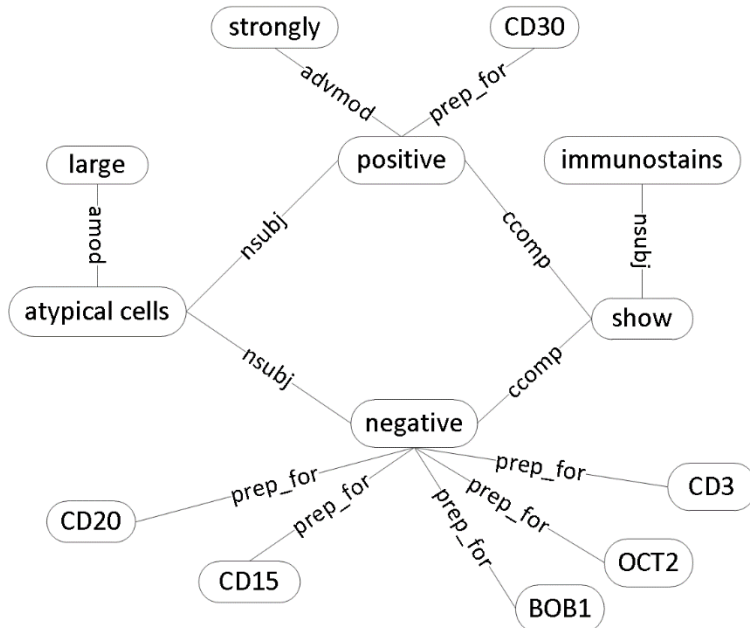 strongly
CD30
advmod
prep_for
large
positive
immunostains
amod
nsubj
ccomp
nsubj
atypical cells
show
nsubj
ccomp
negative
prep_for
prep_for
prep_for
prep_for
prep_for
CD3
CD20
CD15
OCT2
BOB1